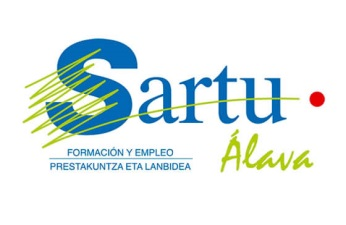 Sartu
Álava
FORMACIÓN Y EMPLEO
PRESTAKUNTZA ETA LANBIDEA